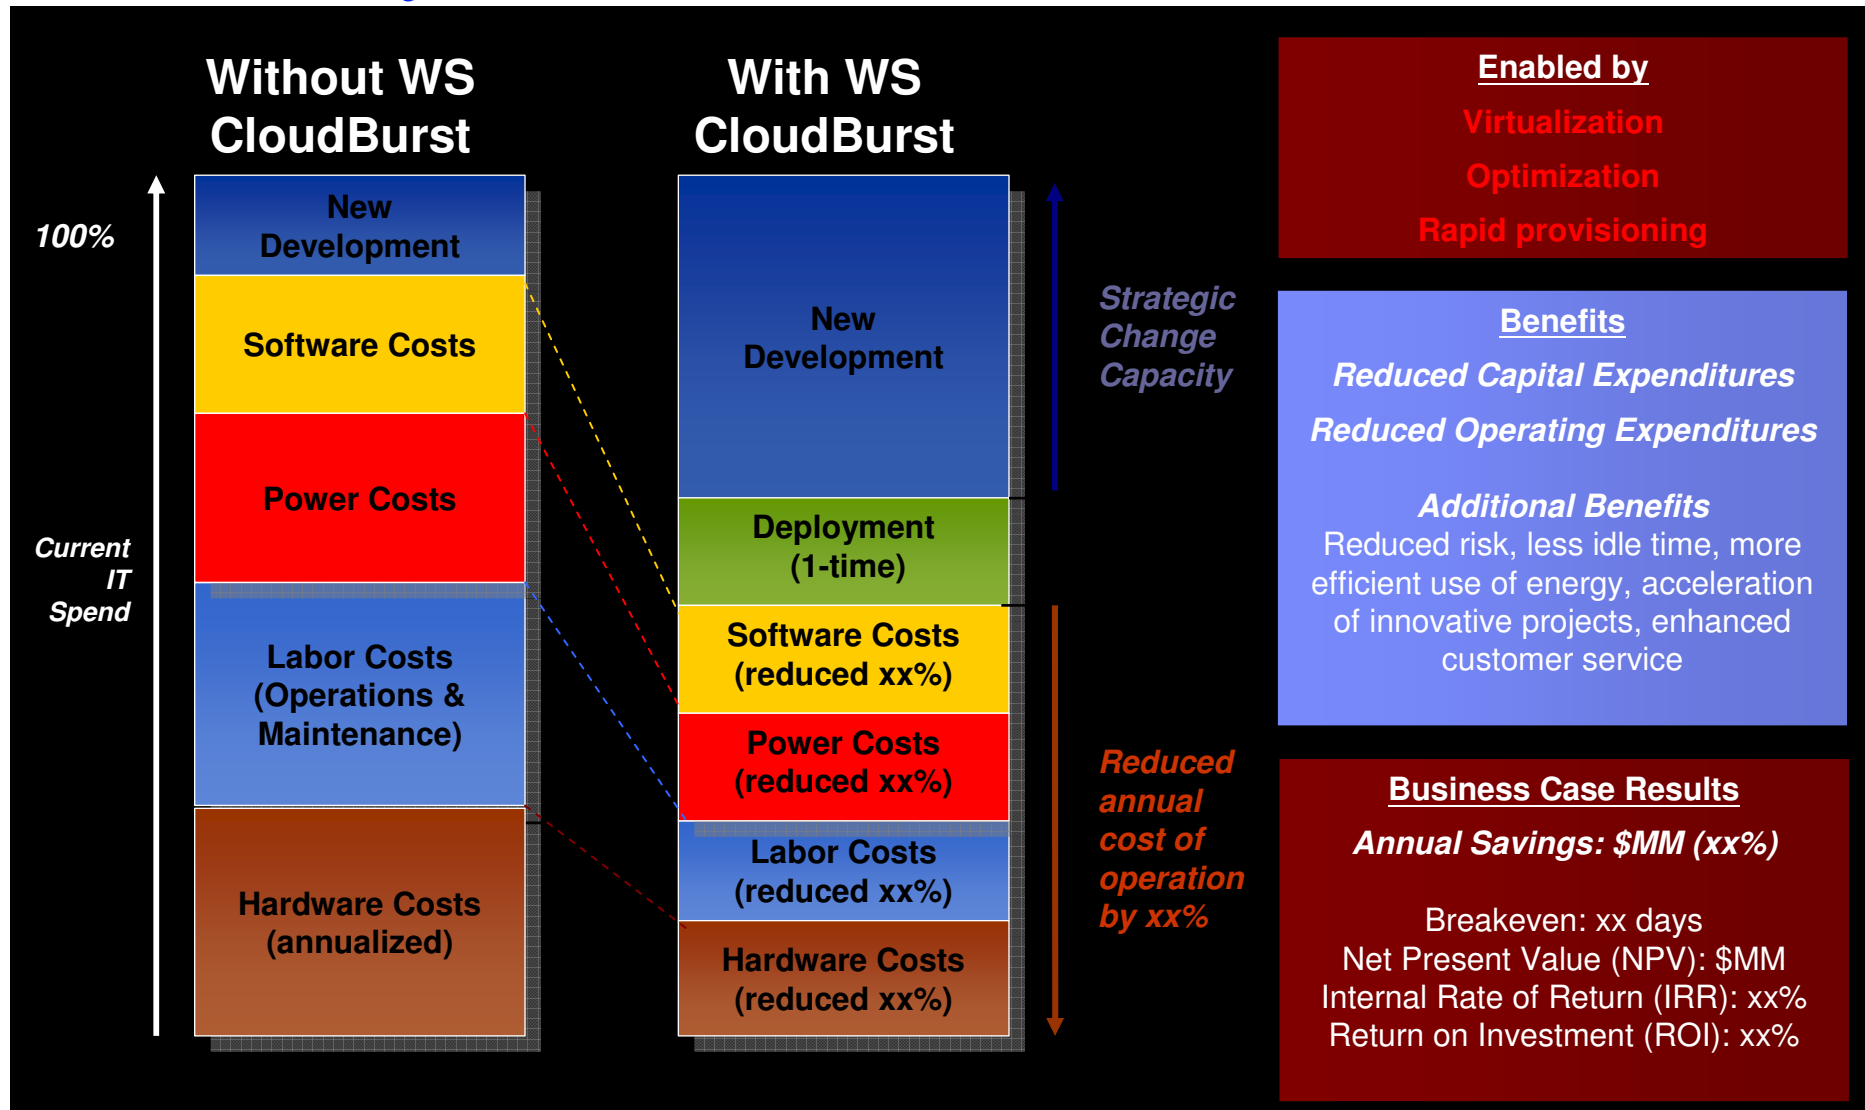 Without WS
CloudBurst
With WS
CloudBurst
100%
Current
IT
Spend
New
Development
Software Costs
Power Costs
Labor Costs
(Operations &
Maintenance)
Hardware Costs
(annualized)
New
Development
Deployment
(1-time)
Software Costs
(reduced xx%)
Power Costs
(reduced xx%)
Labor Costs
(reduced xx%)
Hardware Costs
(reduced xx%)
Strategic
Change
Capacity
Reduced
annual
cost of
operation
by xx%
Enabled by
Virtualization
Optimization
Rapid provisioning
Benefits
Reduced Capital Expenditures
Reduced Operating Expenditures
Additional Benefits
Reduced risk, less idle time, more
efficient use of energy, acceleration
of innovative projects, enhanced
customer service
Business Case Results
Annual Savings: $MM (xx%)
Breakeven: xx days
Net Present Value (NPV): $MM
Internal Rate of Return (IRR): xx%
Return on Investment (ROI): xx%